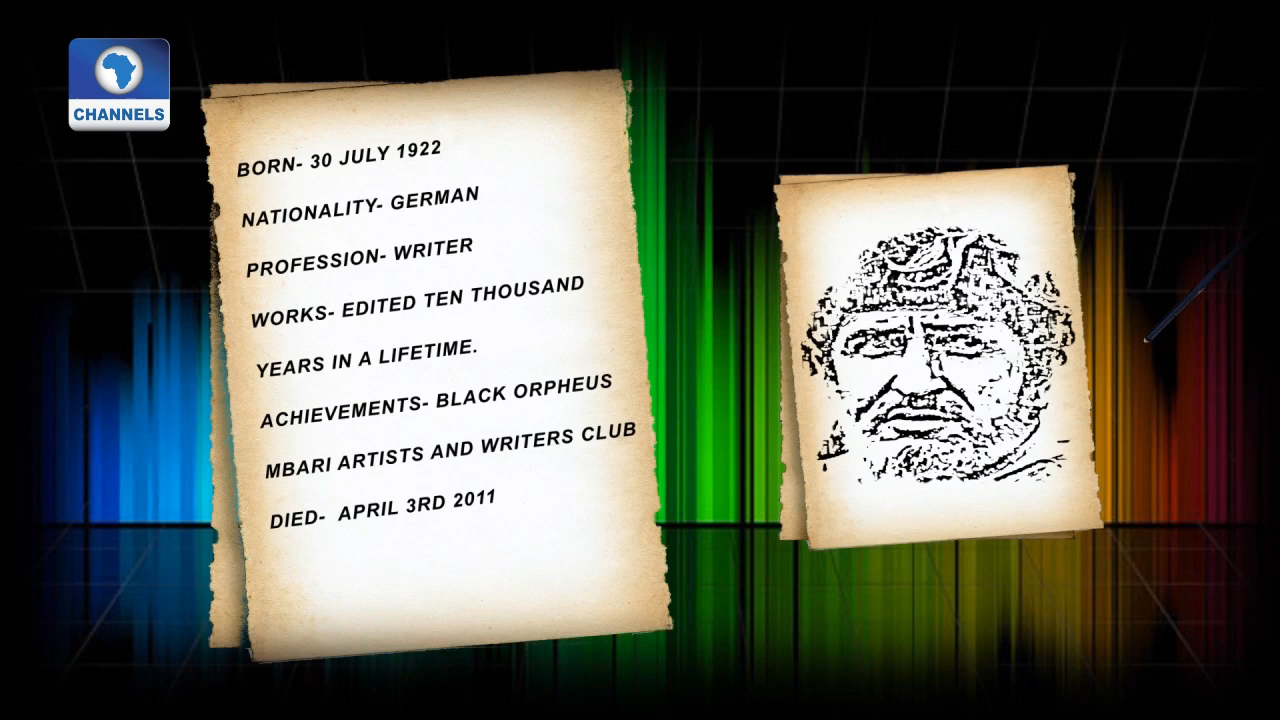 CHANNELS
BORN- 30 JULY 1922
NATIONALITY- GERMAN
PROFESSION- WRITER
WORKS- EDITED TEN THOUSAND
YEARS IN A LIFETIME.
ACHIEVEMENTS- BLACK ORPHEUS
MBARI ARTISTS AND WRITERS CLUB
DIED- APRIL 3RD 2011